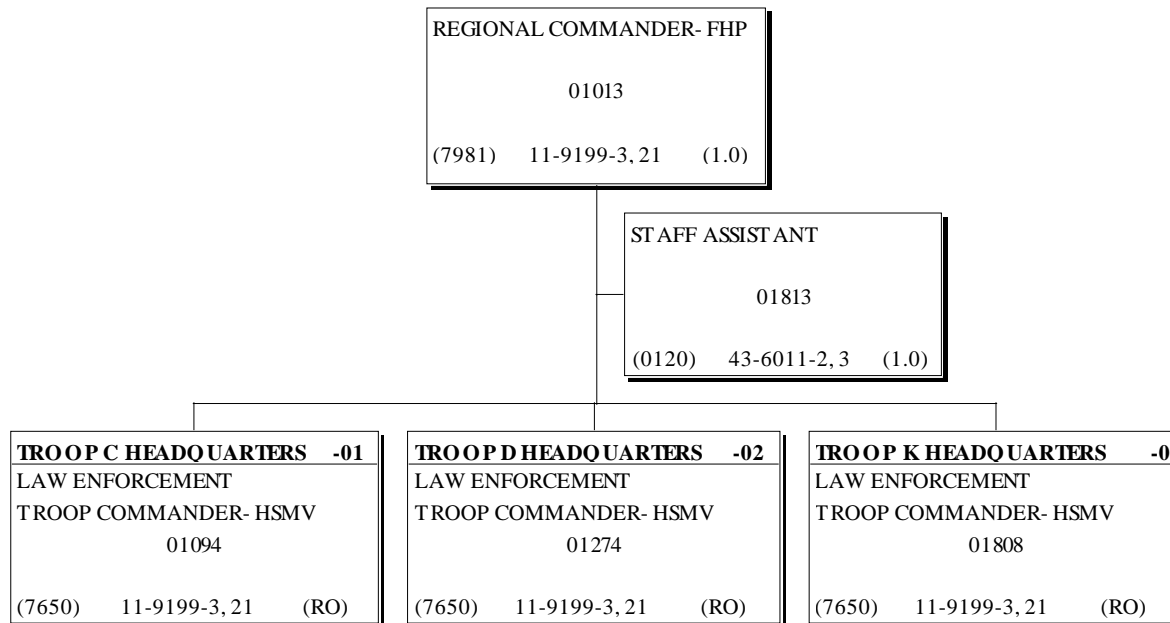 REGIONAL COMMANDER- FHP
01013
(7981) 11-9199-3, 21 (1.0)
STAFF ASSISTANT
01813
(0120) 43-6011-2, 3 (1.0)
TROOP C HEADQUARTERS -01
LAW ENFORCEMENT
TROOP COMMANDER- HSMV
01094
(7650) 11-9199-3, 21 (RO)
TROOP D HEADQUARTERS -02
LAW ENFORCEMENT
TROOP COMMANDER- HSMV
01274
(7650) 11-9199-3, 21 (RO)
TROOP K HEADQUARTERS
LAW ENFORCEMENT
TROOP COMMANDER- HSMV
01808
(7650) 11-9199-3, 21 (RO)